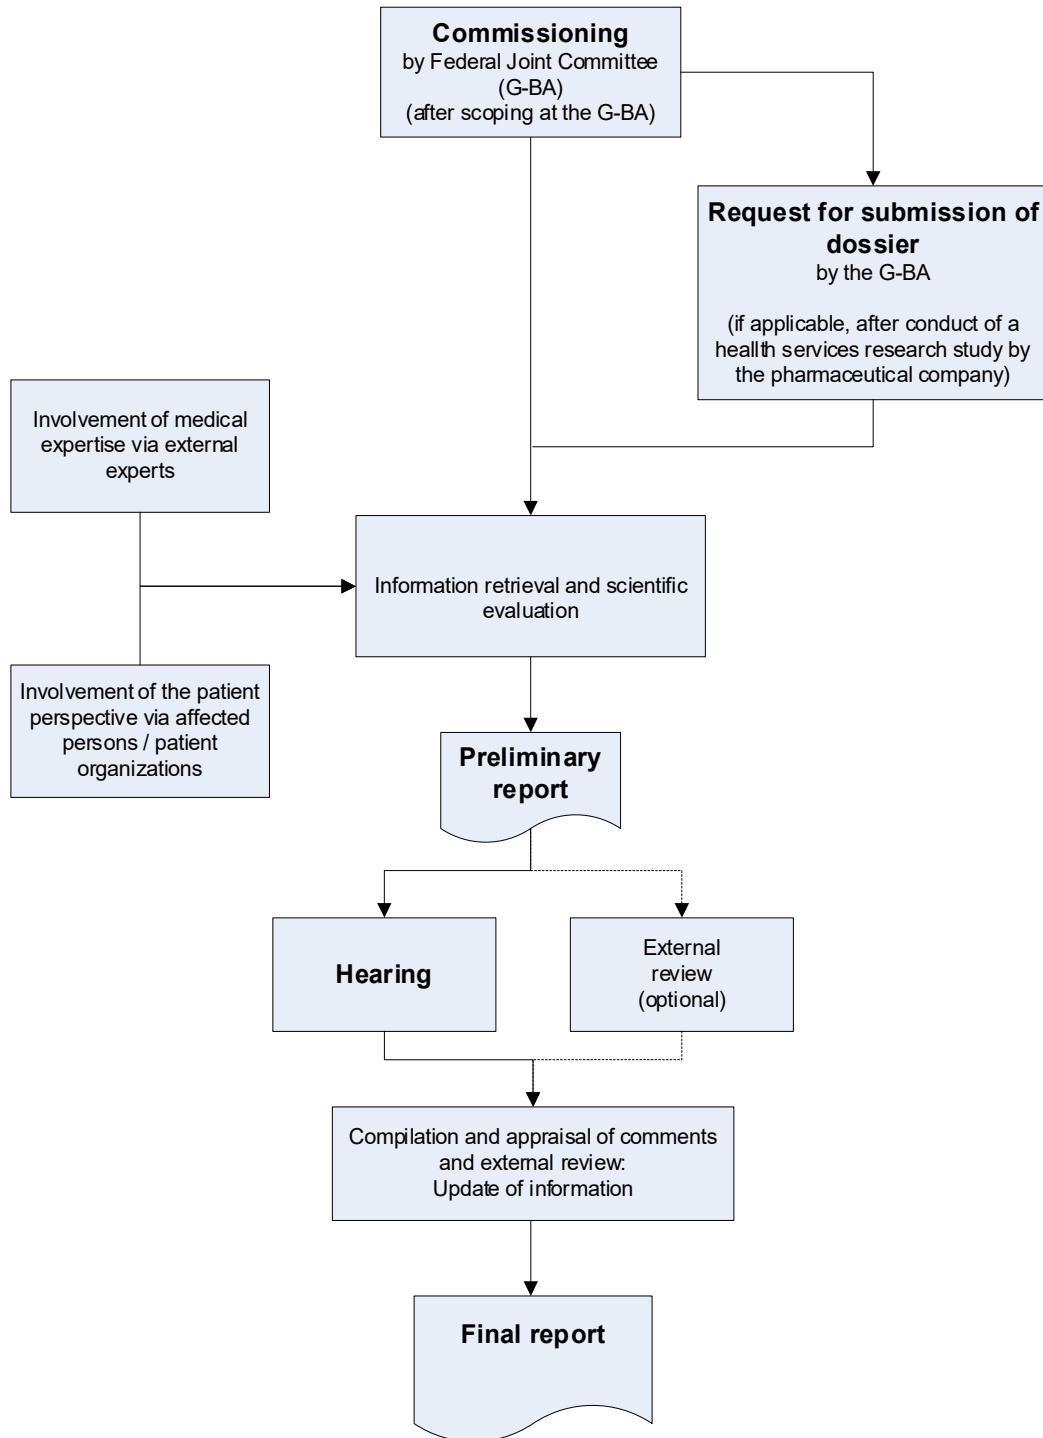 Commissioning
by Federal Joint Committee
(G-BA)
(after scoping at the G-BA)
Request for submission of
dossier
by the G-BA
(if applicable, after conduct of a
heallth services research study by
the pharmaceutical company)
Involvement of medical
expertise via external
experts
Information retrieval and scientific
evaluation
Involvement of the patient
perspective via affected
persons / patient
organizations
Preliminary
report
Hearing
External
review
(optional)
Compilation and appraisal of comments
and external review:
Update of information
Final report